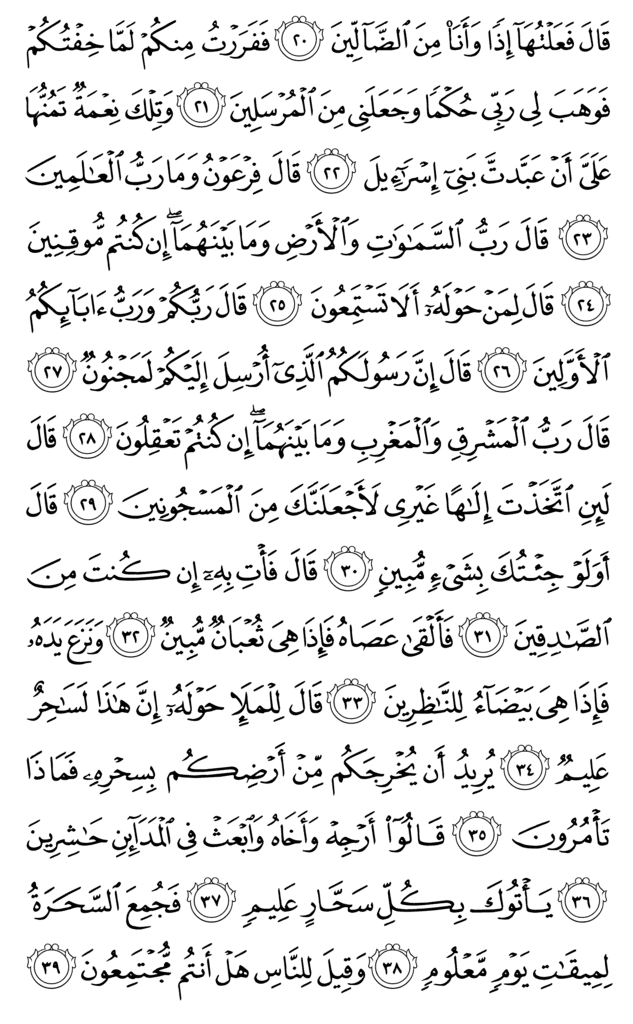 قَالَ فَعَلْتُهَآ إِذًا وَأَنَا۠ مِنَ ٱلضَّآلِّينَ ٢٠ فَفَرَرْتُ مِنكُمْ لَمَّا خِفْتُكُمْ
فَوَهَبَ لِى رَبِّى حُكْمًا وَجَعَلَنِى مِنَ ٱلْمُرْسَلِينَ ٢١ وَتِلْكَ نِعْمَةٌ تَمُنُّهَا
عَلَىَّ أَنْ عَبَّدتَّ بَنِىٓ إِسْرَٰٓءِيلَ ٢٢ قَالَ فِرْعَوْنُ وَمَا رَبُّ ٱلْعَٰلَمِينَ
٢٣ قَالَ رَبُّ ٱلسَّمَٰوَٰتِ وَٱلْأَرْضِ وَمَا بَيْنَهُمَآ ۖ إِن كُنتُم مُّوقِنِينَ
٢٤ قَالَ لِمَنْ حَوْلَهُۥٓ أَلَا تَسْتَمِعُونَ ٢٥ قَالَ رَبُّكُمْ وَرَبُّ ءَابَآئِكُمُ
ٱلْأَوَّلِينَ ٢٦ قَالَ إِنَّ رَسُولَكُمُ ٱلَّذِىٓ أُرْسِلَ إِلَيْكُمْ لَمَجْنُونٌ ٢٧
قَالَ رَبُّ ٱلْمَشْرِقِ وَٱلْمَغْرِبِ وَمَا بَيْنَهُمَآ ۖ إِن كُنتُمْ تَعْقِلُونَ ٢٨ قَالَ
لَئِنِ ٱتَّخَذْتَ إِلَٰهًا غَيْرِى لَأَجْعَلَنَّكَ مِنَ ٱلْمَسْجُونِينَ ٢٩ قَالَ
أَوَلَوْ جِئْتُكَ بِشَىْءٍ مُّبِينٍ ٣٠ قَالَ فَأْتِ بِهِۦٓ إِن كُنتَ مِنَ
ٱلصَّٰدِقِينَ ٣١ فَأَلْقَىٰ عَصَاهُ فَإِذَا هِىَ ثُعْبَانٌ مُّبِينٌ ٣٢ وَنَزَعَ يَدَهُۥ
فَإِذَا هِىَ بَيْضَآءُ لِلنَّٰظِرِينَ ٣٣ قَالَ لِلْمَلَإِ حَوْلَهُۥٓ إِنَّ هَٰذَا لَسَٰحِرٌ
عَلِيمٌ ٣٤ يُرِيدُ أَن يُخْرِجَكُم مِّنْ أَرْضِكُم بِسِحْرِهِۦ فَمَاذَا
تَأْمُرُونَ ٣٥ قَالُوٓا۟ أَرْجِهْ وَأَخَاهُ وَٱبْعَثْ فِى ٱلْمَدَآئِنِ حَٰشِرِينَ
٣٦ يَأْتُوكَ بِكُلِّ سَحَّارٍ عَلِيمٍ ٣٧ فَجُمِعَ ٱلسَّحَرَةُ
لِمِيقَٰتِ يَوْمٍ مَّعْلُومٍ ٣٨ وَقِيلَ لِلنَّاسِ هَلْ أَنتُم مُّجْتَمِعُونَ ٣٩